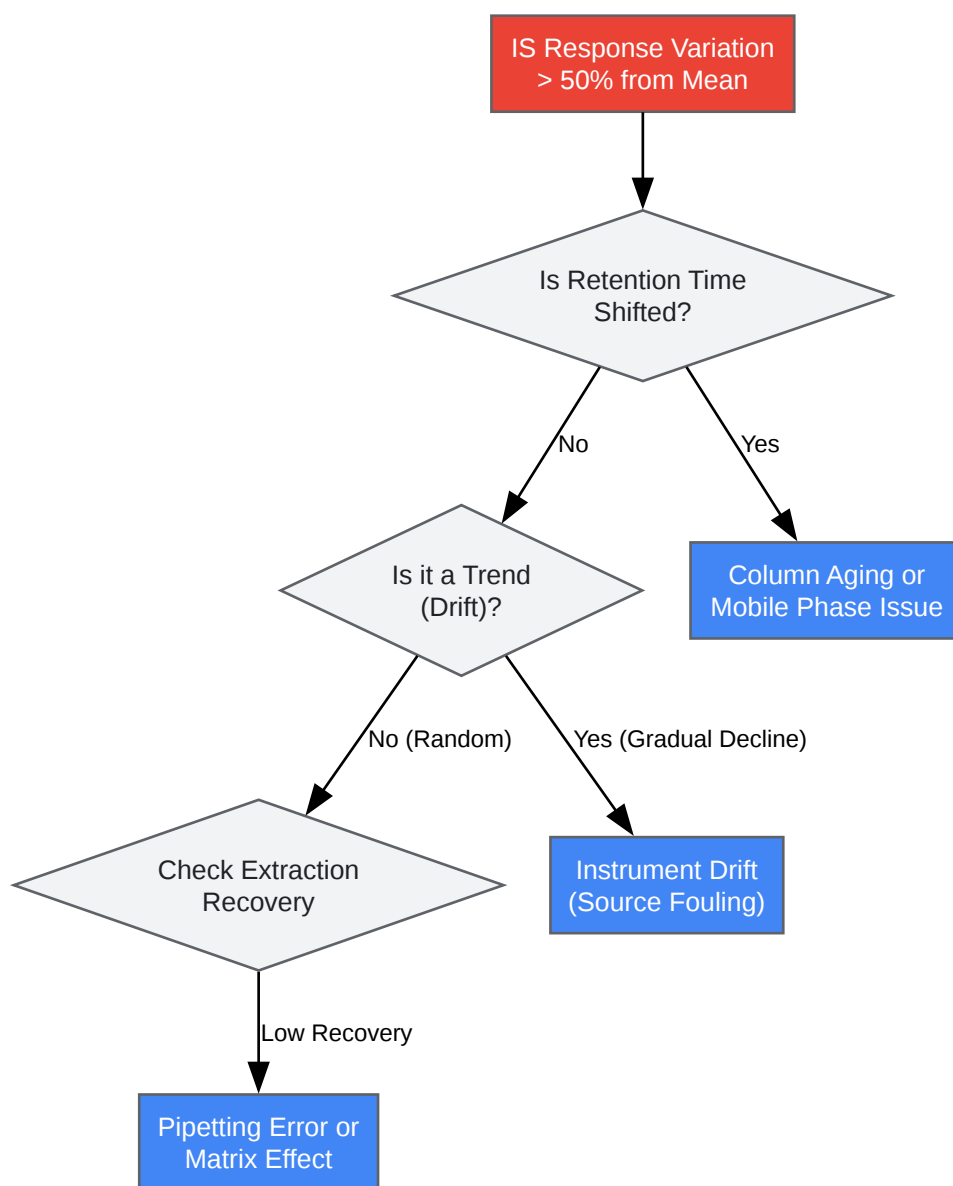 IS Response Variation
> 50% from Mean
Is Retention Time
Shifted?
No
Yes
Is it a Trend
(Drift)?
Column Aging or
Mobile Phase Issue
No (Random)
Yes (Gradual Decline)
Check Extraction
Recovery
Instrument Drift
(Source Fouling)
Low Recovery
Pipetting Error or
Matrix Effect